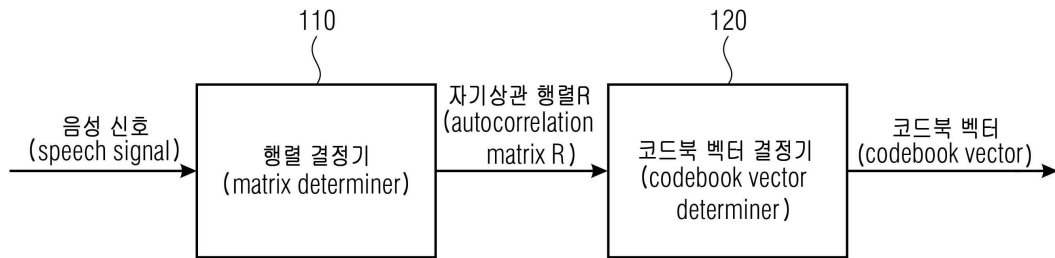 110
120
음성 신호
(speech signal)
행렬 결정기
(matrix determiner)
자기상관 행렬R
(autocorrelation
matrix R)
코드북 벡터 결정기
(codebook vector
determiner)
코드북 벡터
(codebook vector)